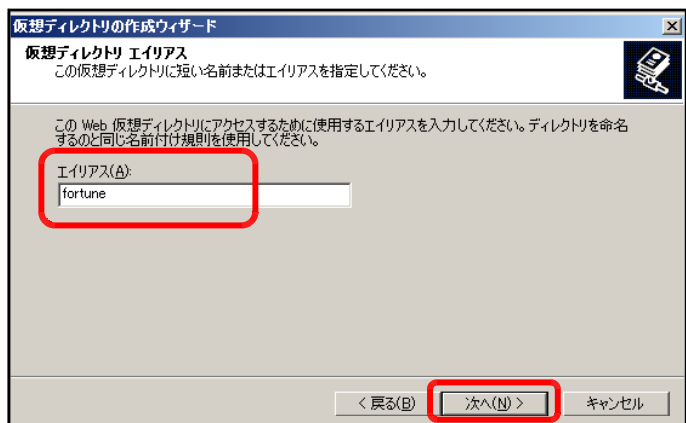 仮想ディレクトリの作成ウィザード
仮想ディレクトリ エイリアス
この仮想ディレクトリに短い名前またはエイリアスを指定してください。
この Web 仮想ディレクトリにアクセスするために使用するエイリアスを入力してください。ディレクトリを命名
するのと同じ名前付け規則を使用してください。
エイリアス(A):
fortune
< 戻る(B) 次へ(N) > キャンセル